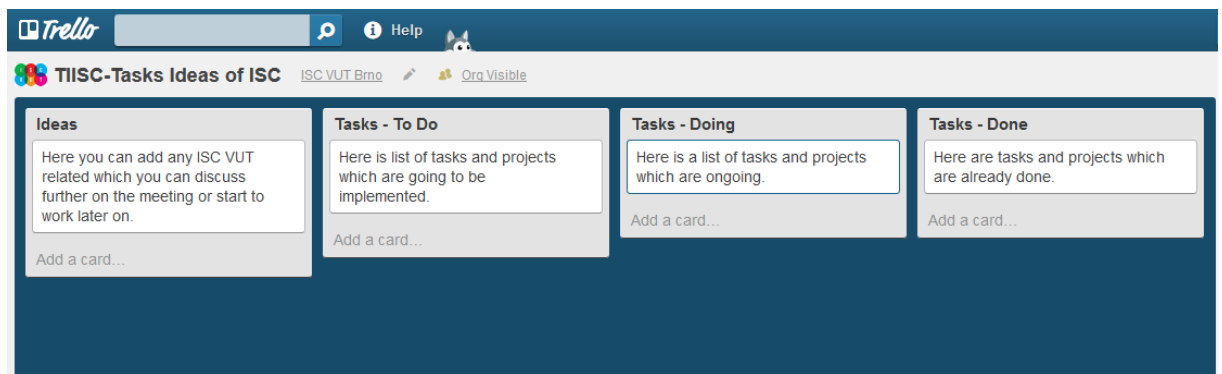 Trello
Help
TIISC-Tasks Ideas of ISC
ISC VUT Brno
Org Visible
Ideas
Here you can add any ISC VUT
related which you can discuss
further on the meeting or start to
work later on.
Add a card...
Tasks - To Do
Here is list of tasks and projects
which are going to be
implemented.
Add a card...
Tasks - Doing
Here is a list of tasks and projects
which are ongoing.
Add a card...
Tasks - Done
Here are tasks and projects which
are already done.
Add a card...